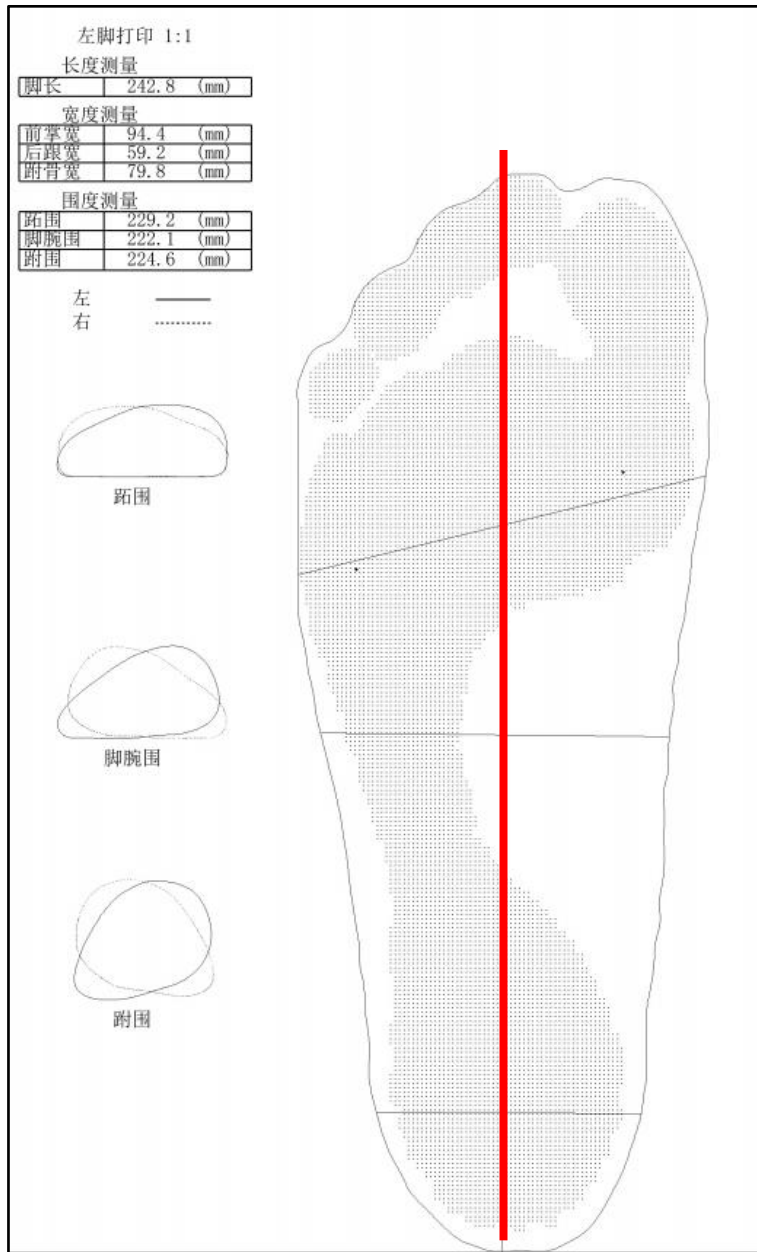 左脚打印 1:1
长度测量
脚长 242.8 (mm)
宽度测量
前掌宽 94.4 (mm)
后跟宽 59.2 (mm)
跗骨宽 79.8 (mm)
围度测量
跖围 229.2 (mm)
脚腕围 222.1 (mm)
跗围 224.6 (mm)
左
右
跖围
脚腕围
跗围